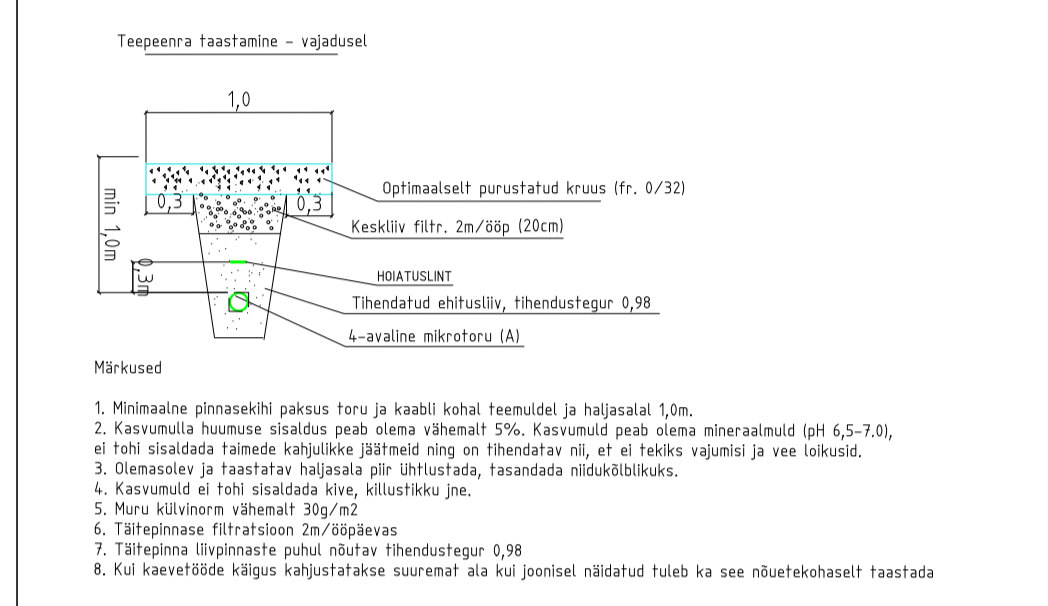 Teepeenra taastamine - vajadusel
1,0
Optimaalselt purustatud kruus (fr. 0/32)
0,3
0,3
min 1,0m
Keskliiv filtr. 2m/ööp (20cm)
0,3m
HOIATUSLINT
Tihendatud ehitusliiv, tihendustegur 0,98
4-avaline mikrotoru (A)
Märkused
1. Minimaalne pinnasekihi paksus toru ja kaabli kohal teemuldel ja haljasalal 1,0m.
2. Kasvumulla huumuse sisaldus peab olema vähemalt 5%. Kasvumuld peab olema mineraalmuld (pH 6,5-7.0),
ei tohi sisaldada taimede kahjulikke jäätmeid ning on tihendatav nii, et ei tekiks vajumisi ja vee loikusid.
3. Olemasolev ja taastatav haljasala piir ühtlustada, tasandada niidukõlblikuks.
4. Kasvumuld ei tohi sisaldada kive, killustikku jne.
5. Muru külvinorm vähemalt 30g/m2
6. Täitepinnase filtratsioon 2m/ööpäevas
7. Täitepinna liivpinnaste puhul nõutav tihendustegur 0,98
8. Kui kaevetööde käigus kahjustatakse suuremat ala kui joonisel näidatud tuleb ka see nõuetekohaselt taastada